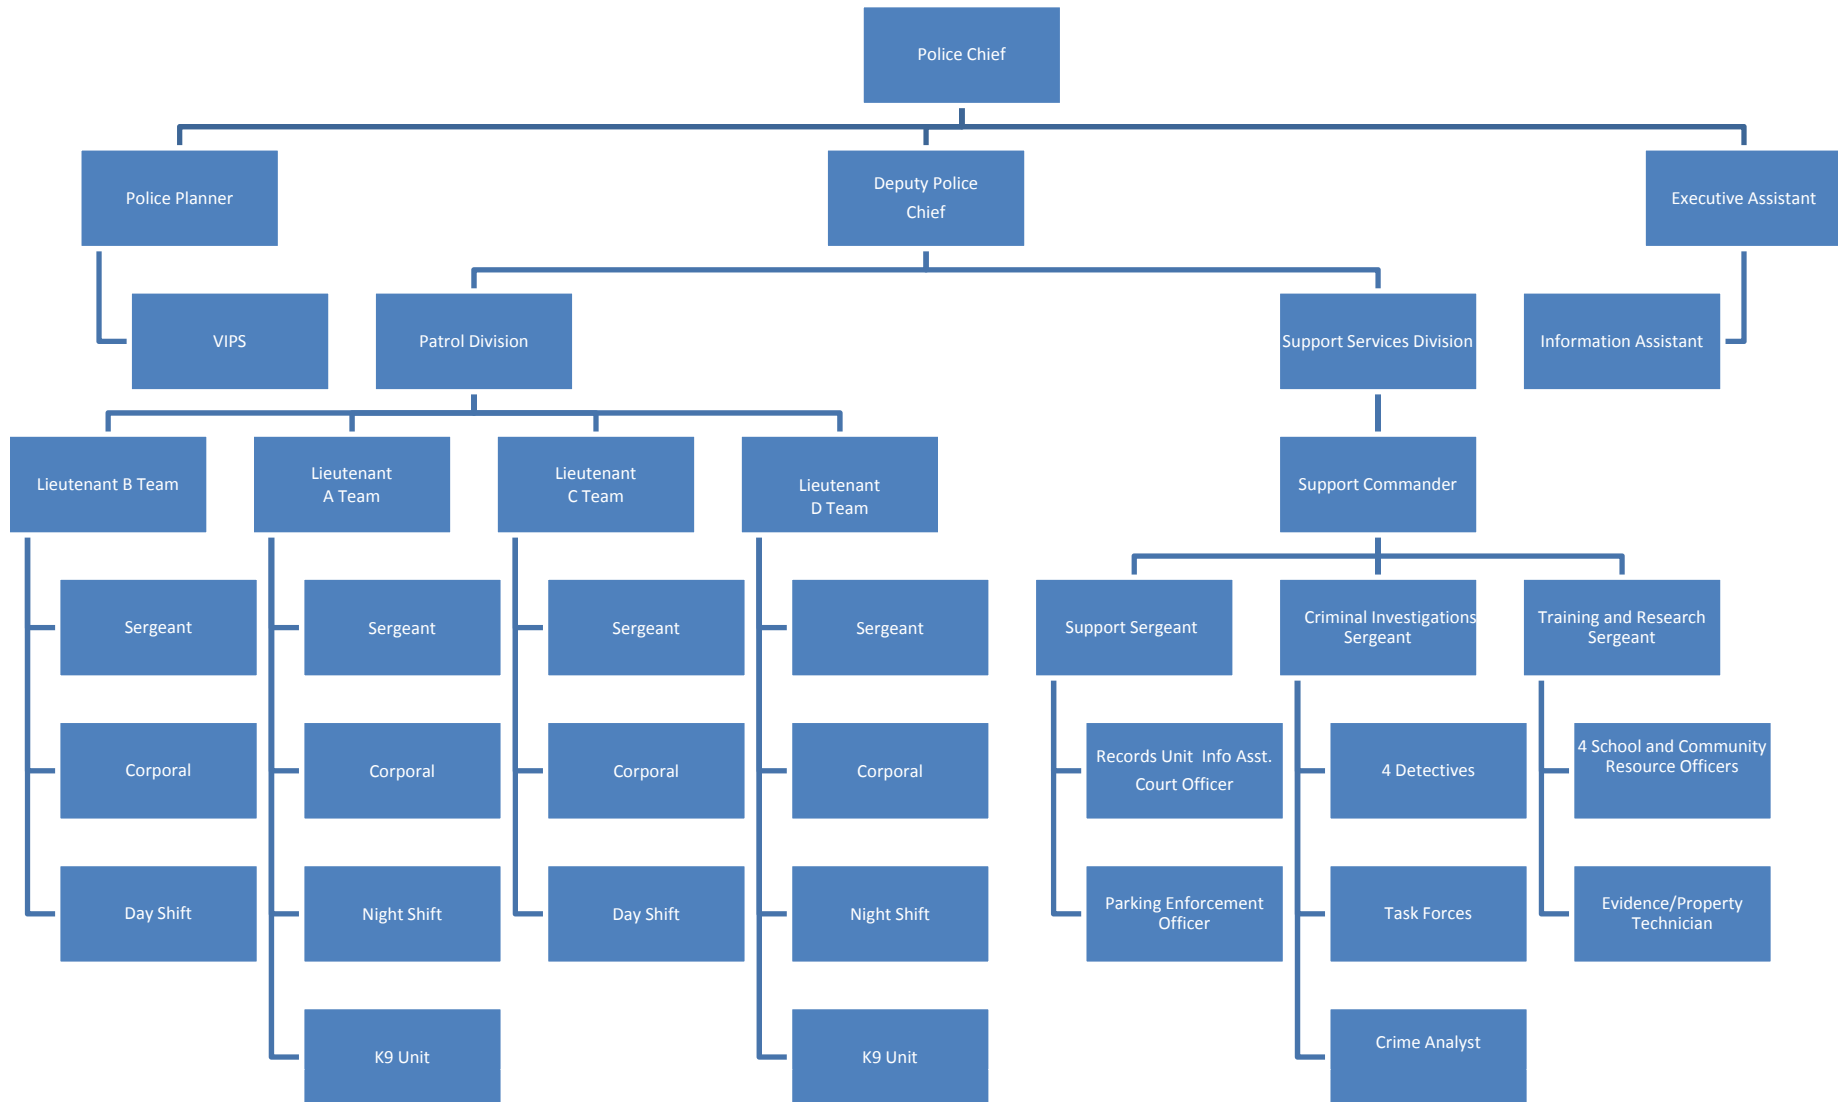 Police Chief
Police Planner
Deputy Police
Chief
Executive Assistant
VIPS
Patrol Division
Support Services Division
Information Assistant
Lieutenant B Team
Lieutenant
A Team
Lieutenant
C Team
Lieutenant
D Team
Support Commander
Sergeant
Sergeant
Sergeant
Sergeant
Support Sergeant
Criminal Investigations
Sergeant
Training and Research
Sergeant
Corporal
Corporal
Corporal
Corporal
Records Unit  Info Asst.
Court Officer
4 Detectives
4 School and Community
Resource Officers
Day Shift
Night Shift
Day Shift
Night Shift
Parking Enforcement
Officer
Task Forces
Evidence/Property
Technician
K9 Unit
K9 Unit
Crime Analyst